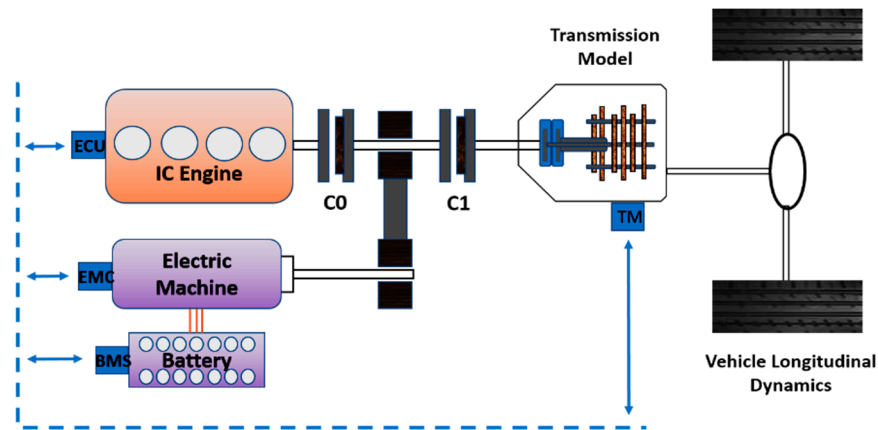 Transmission
Model
ECU
IC Engine
C0
C1
TM
EMC
Electric
Machine
BMS
Battery
Vehicle Longitudinal
Dynamics